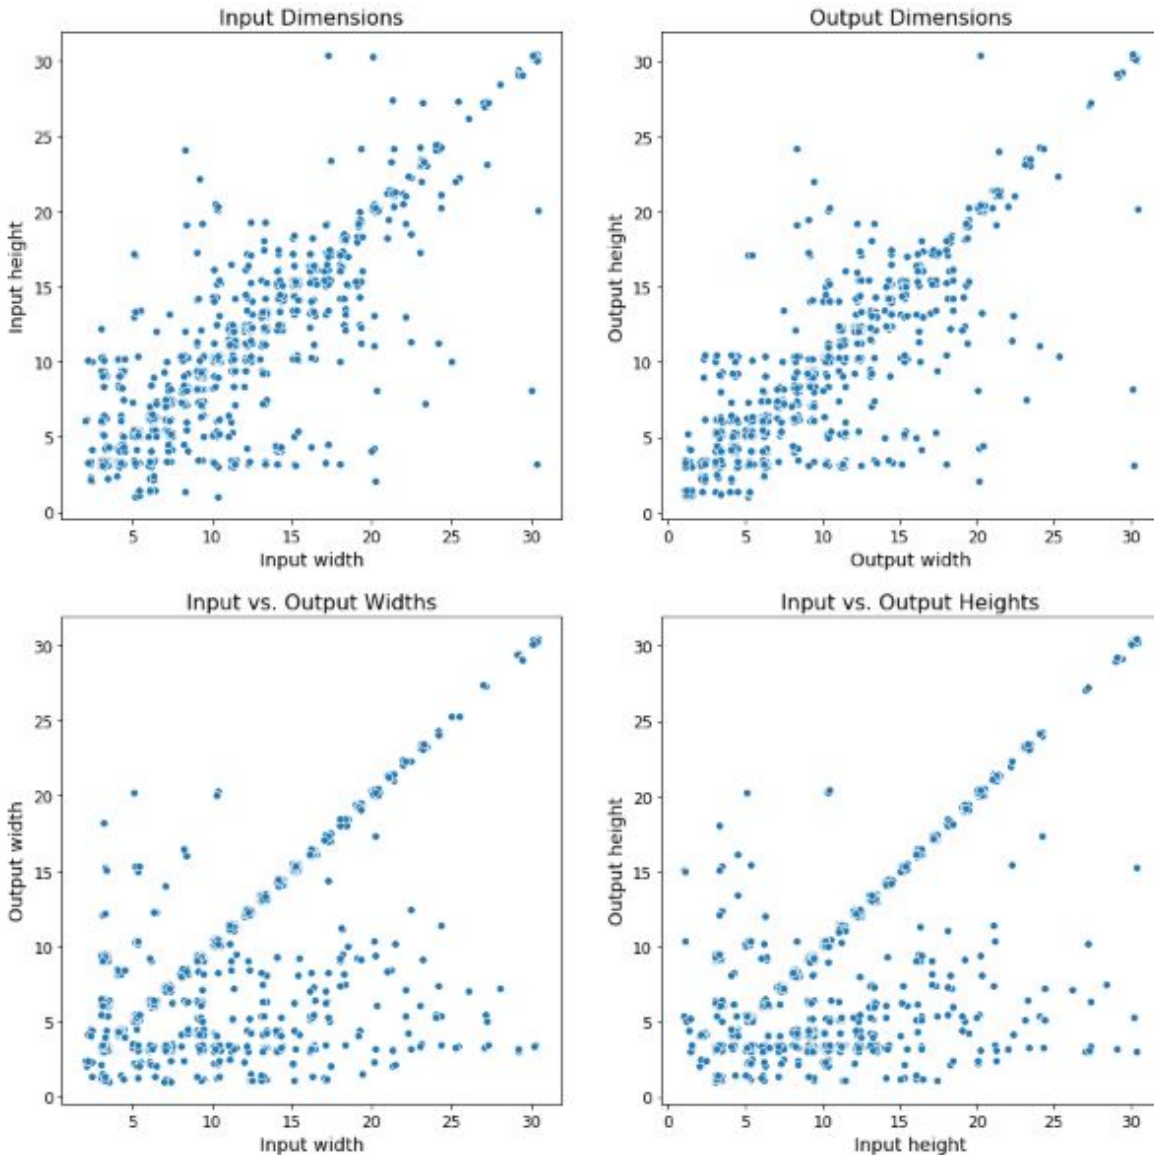 Input Dimensions
Output Dimensions
30
25
20
15
10
5
0
Input height
5 10 15 20 25 30
Input width
30
25
20
15
10
5
0
Output height
0 5 10 15 20 25 30
Output width
Input vs. Output Widths
Input vs. Output Heights
30
25
20
15
10
5
0
Output width
5 10 15 20 25 30
Input width
30
25
20
15
10
5
0
Output height
0 5 10 15 20 25 30
Input height